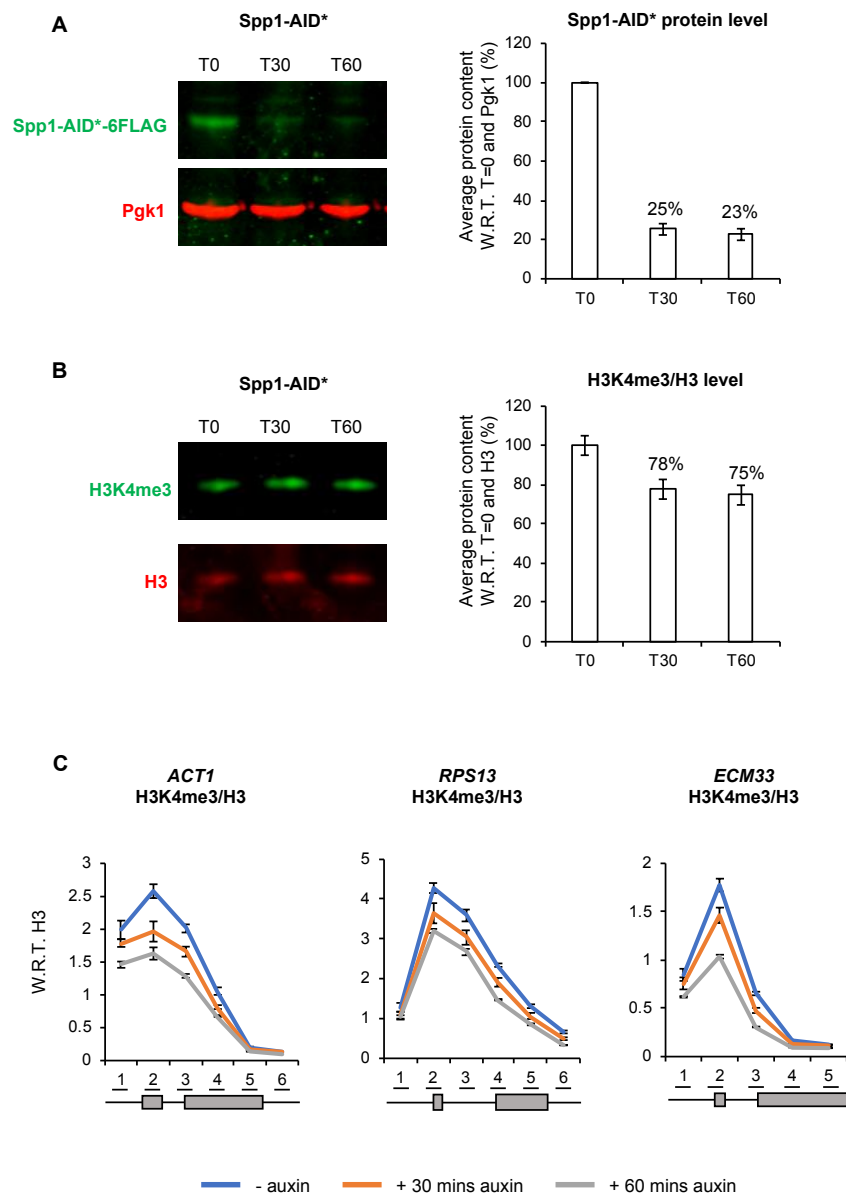 A
Spp1-AID*
T0 T30 T60
Spp1-AID*-6FLAG
Pgk1
Spp1-AID* protein level
Average protein content
W.R.T. T=0 and Pgk1 (%)
120
100
80
60
40
20
0
25%
23%
T0 T30 T60
B
Spp1-AID*
T0 T30 T60
H3K4me3
H3
H3K4me3/H3 level
Average protein content
W.R.T. T=0 and H3 (%)
120
100
80
60
40
20
0
78%
75%
T0 T30 T60
C
ACT1
H3K4me3/H3
W.R.T. H3
3
2.5
2
1.5
1
0.5
0
1 2 3 4 5 6
RPS13
H3K4me3/H3
5
4
3
2
1
0
1 2 3 4 5 6
ECM33
H3K4me3/H3
2
1.5
1
0.5
0
1 2 3 4 5
- auxin + 30 mins auxin + 60 mins auxin